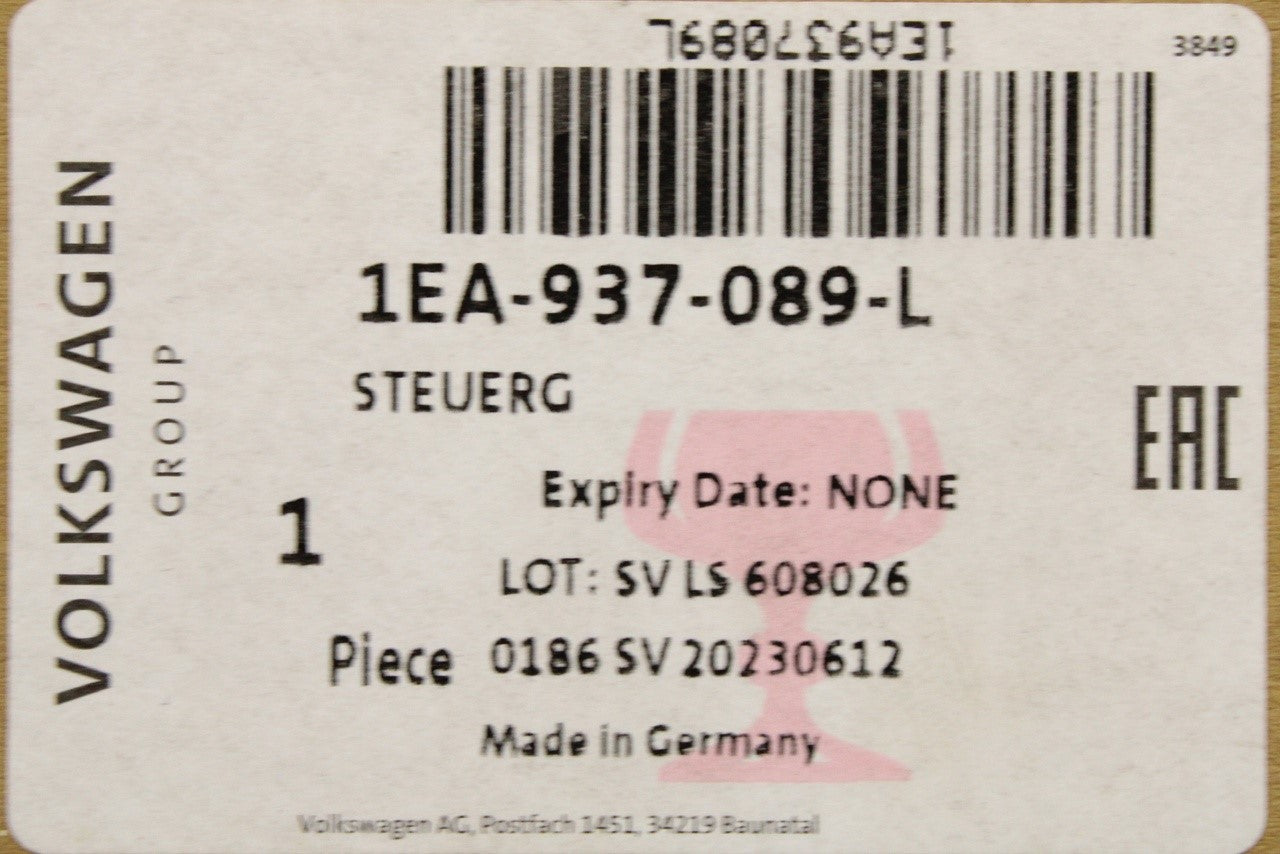 1EA937089L
3849
VOLKSWAGEN
GROUP
1EA-937-089-L
STEUERG
EAC
Expiry Date: NONE
1
LOT: SV LS 608026
Piece 0186 SV 20230612
Made in Germany
Volkswagen AG, Postfach 1451, 34219 Baunatal